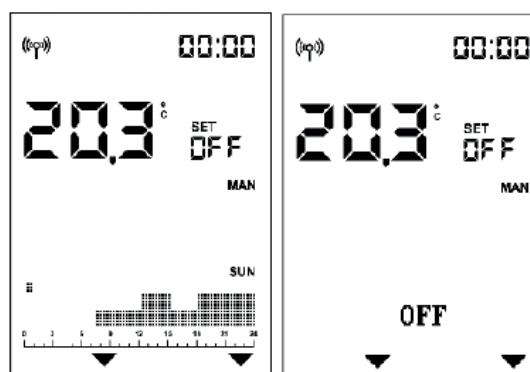 00:00
20,3 °C
SET
OFF
MAN
SUN
0 3 6 9 12 15 18 21 24
00:00
20,3 °C
SET
OFF
MAN
OFF